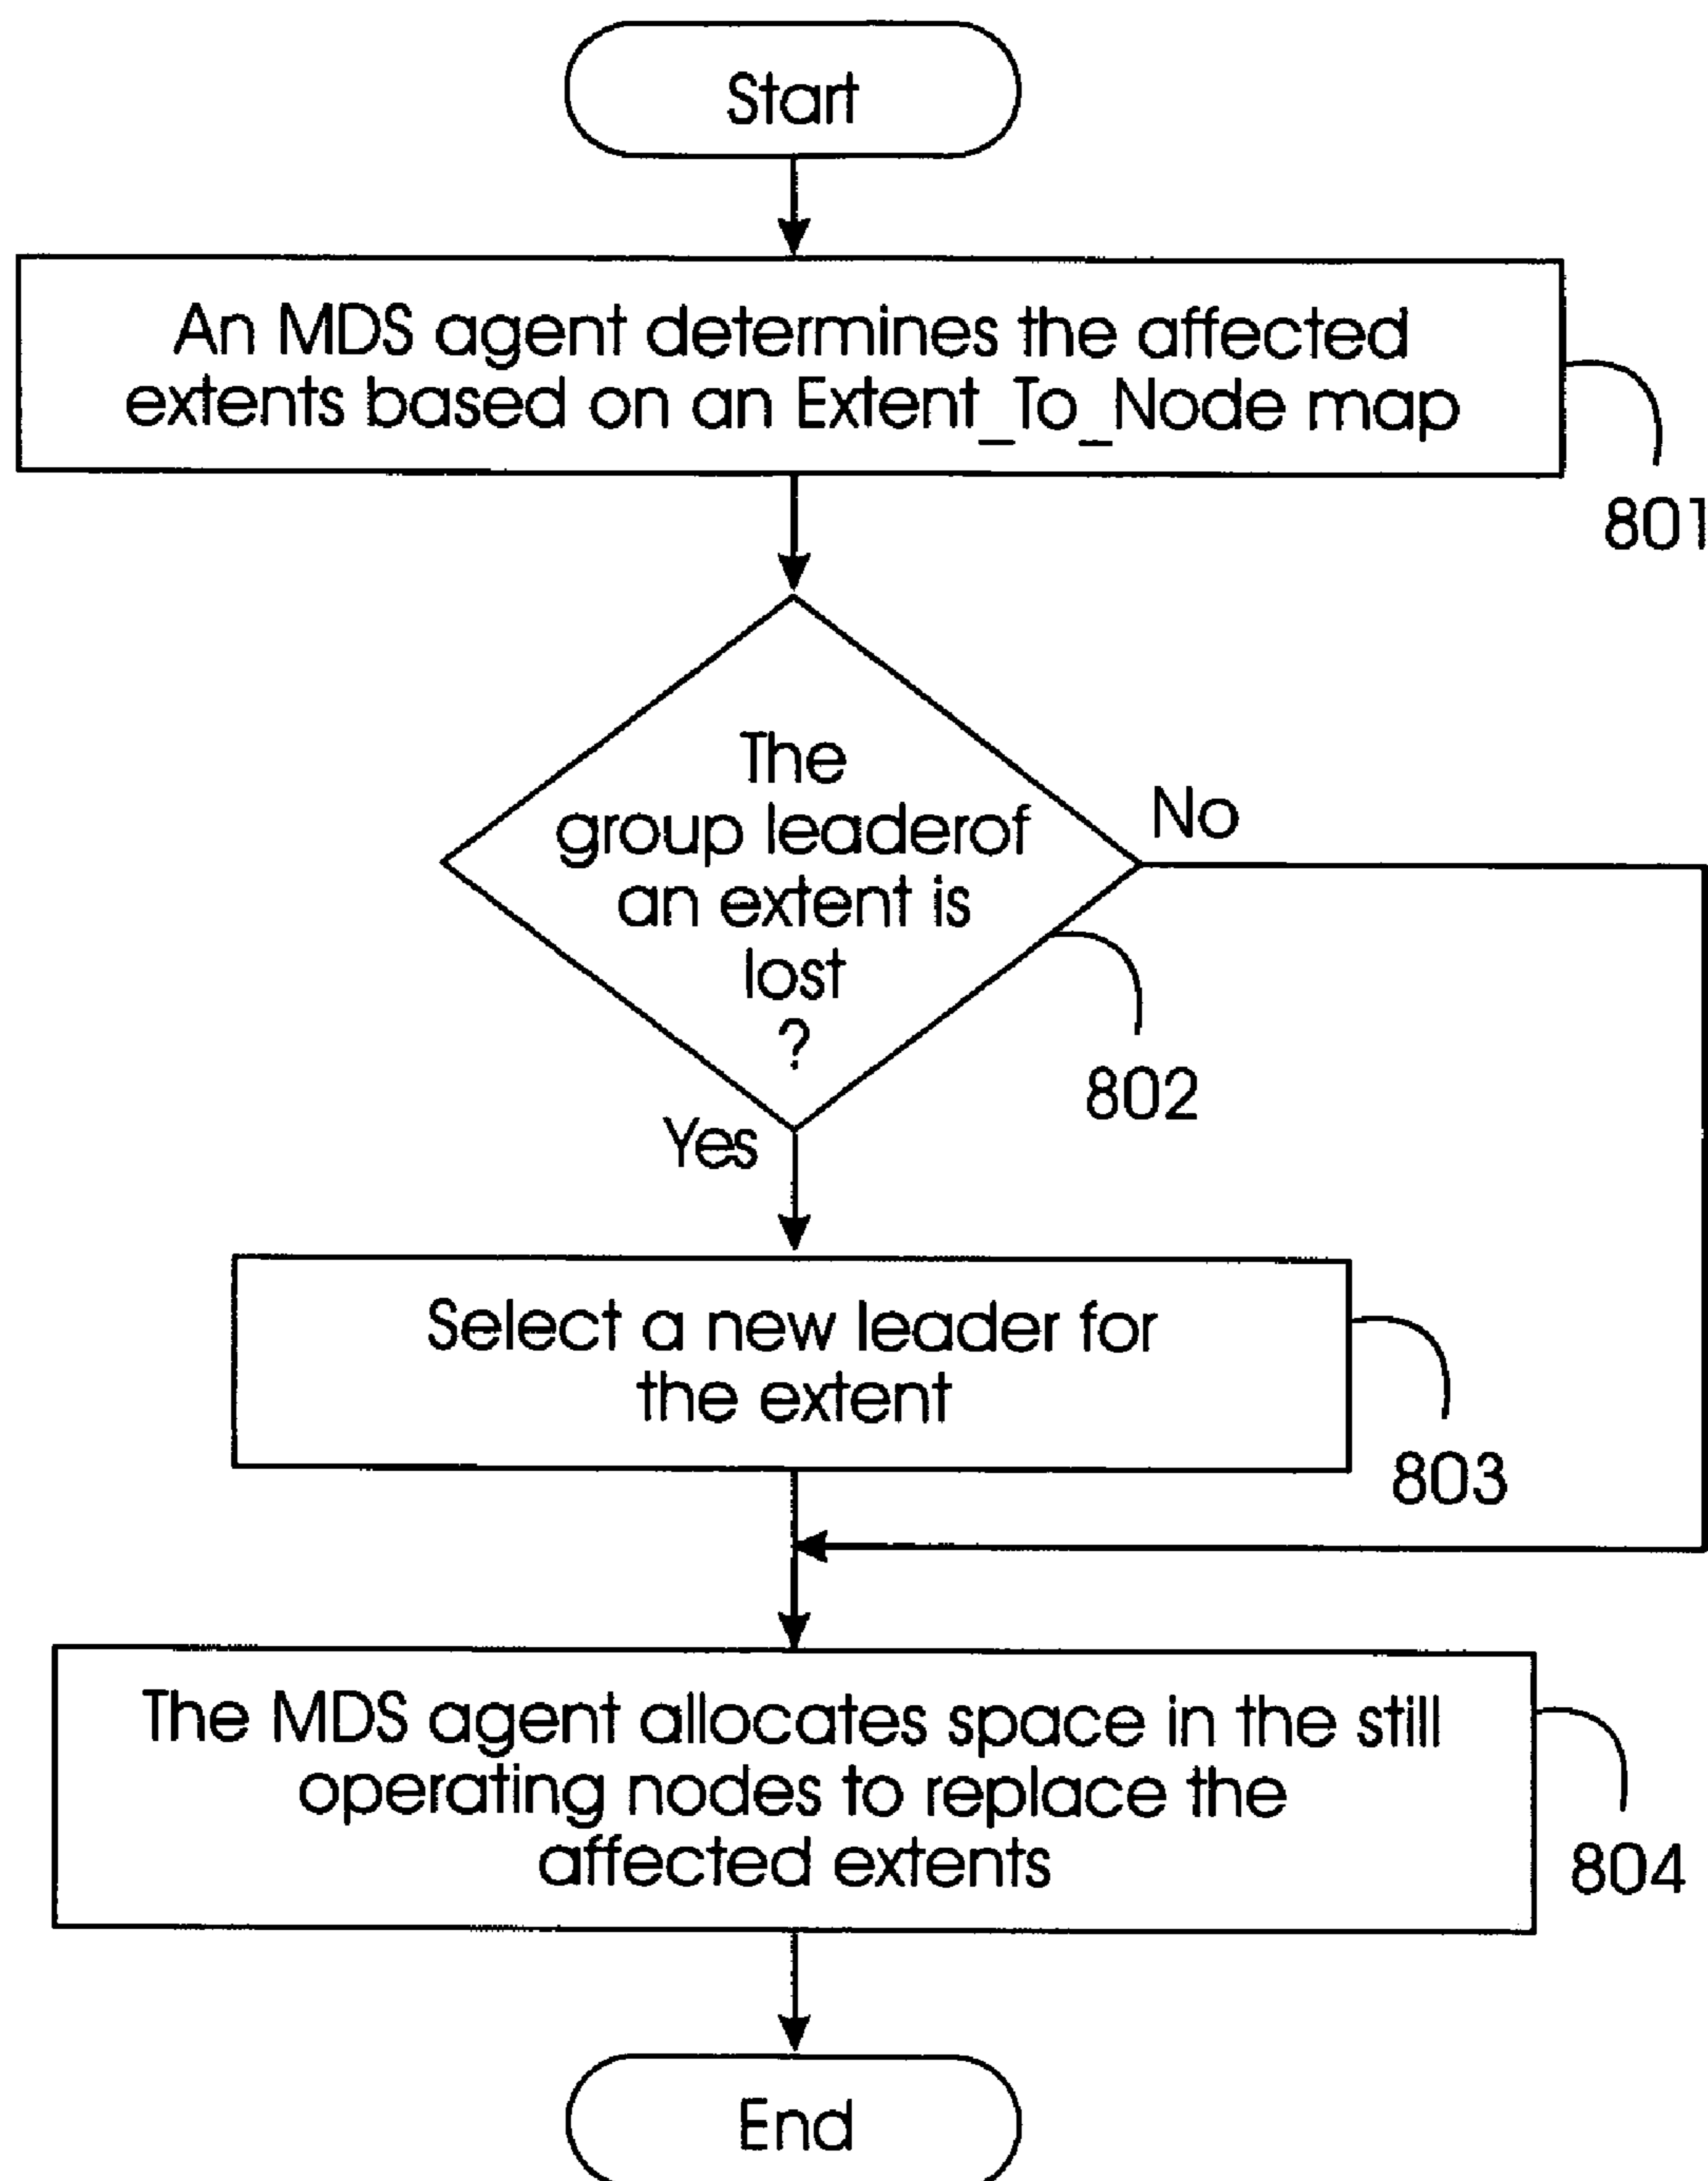 Start
An MDS agent determines the affected
extents based on an Extent_To_Node map
801
The
group leaderof
an extent is
lost
?
No
802
Yes
Select a new leader for
the extent
803
The MDS agent allocates space in the still
operating nodes to replace the
affected extents
804
End